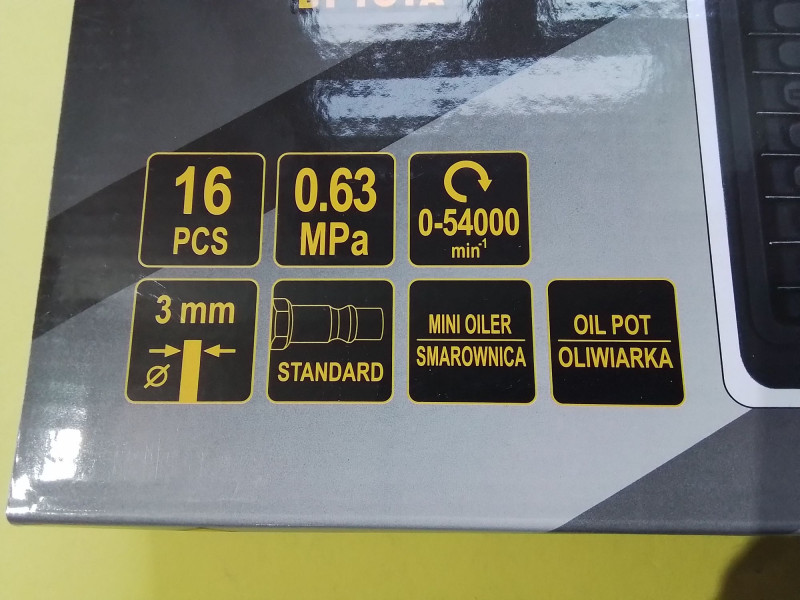 16
PCS
0.63
MPa
0-54000
min-1
3 mm
Ø
STANDARD
MINI OILER
SMAROWNICA
OIL POT
OLIWIARKA